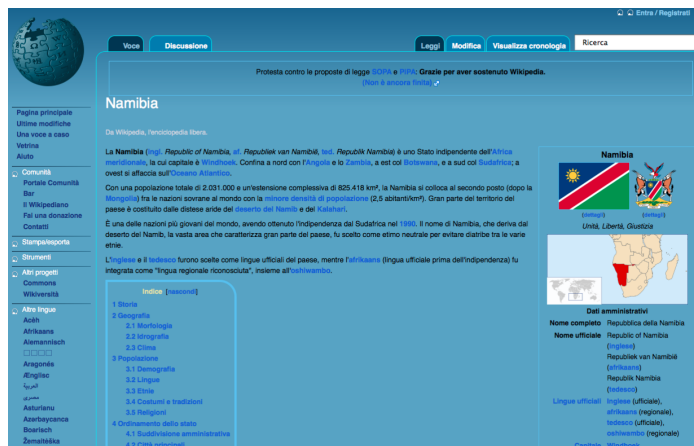 Entra / Registrati
Voce
Discussione
Leggi
Modifica
Visualizza cronologia
Ricerca
Protesta contro le proposte di legge SOPA e PIPA: Grazie per aver sostenuto Wikipedia.
(Non è ancora finita)
Pagina principale
Ultime modifiche
Una voce a caso
Vetrina
Aiuto
Comunità
Portale Comunità
Bar
Il Wikipediano
Fai una donazione
Contatti
Stampa/esporta
Strumenti
Altri progetti
Commons
Wikiversità
Altre lingue
Acèh
Afrikaans
Alemannisch
Aragonés
Ænglisc
العربية
مصرى
Asturianu
Azərbaycanca
Boarisch
Žemaitėška
Namibia
Da Wikipedia, l'enciclopedia libera.
La Namibia (ingl. Republic of Namibia, af. Republiek van Namibië, ted. Republik Namibia) è uno Stato indipendente dell'Africa
meridionale, la cui capitale è Windhoek. Confina a nord con l'Angola e lo Zambia, a est col Botswana, e a sud col Sudafrica; a
ovest si affaccia sull'Oceano Atlantico.
Con una popolazione totale di 2.031.000 e un'estensione complessiva di 825.418 km², la Namibia si colloca al secondo posto (dopo la
Mongolia) fra le nazioni sovrane al mondo con la minore densità di popolazione (2,5 abitanti/km²). Gran parte del territorio del
paese è costituito dalle distese aride del deserto del Namib e del Kalahari.
È una delle nazioni più giovani del mondo, avendo ottenuto l'indipendenza dal Sudafrica nel 1990. Il nome di Namibia, che deriva dal
deserto del Namib, la vasta area che caratterizza gran parte del paese, fu scelto come etimo neutrale per evitare diatribe tra le varie
etnie.
L'inglese e il tedesco furono scelte come lingue ufficiali del paese, mentre l'afrikaans (lingua ufficiale prima dell'indipendenza) fu
integrata come "lingua regionale riconosciuta", insieme all'oshiwambo.
Indice [nascondi]
1 Storia
2 Geografia
2.1 Morfologia
2.2 Idrografia
2.3 Clima
3 Popolazione
3.1 Demografia
3.2 Lingue
3.3 Etnie
3.4 Costumi e tradizioni
3.5 Religioni
4 Ordinamento dello stato
4.1 Suddivisione amministrativa
4.2 Città principali
Namibia
(dettagli)
(dettagli)
Unità, Libertà, Giustizia
Dati
amministrativi
Nome completo Repubblica della Namibia
Nome ufficiale Republic of Namibia
(inglese)
Republiek van Namibië
(afrikaans)
Republik Namibia
(tedesco)
Lingue ufficiali inglese (ufficiale),
afrikaans (regionale),
tedesco (ufficiale),
oshiwambo (regionale)
Capitale Windhoek